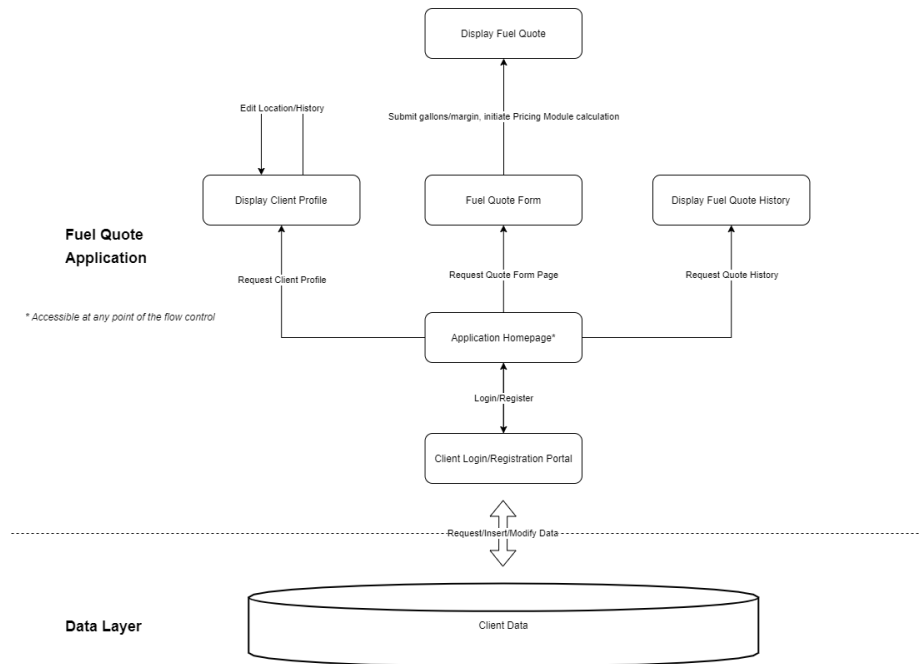 Display Fuel Quote
Edit Location/History
Submit gallons/margin, initiate Pricing Module calculation
Display Client Profile
Fuel Quote Form
Display Fuel Quote History
Fuel Quote
Application
Request Client Profile
Request Quote Form Page
Request Quote History
* Accessible at any point of the flow control
Application Homepage*
Login/Register
Client Login/Registration Portal
Request/Insert/Modify Data
Data Layer
Client Data